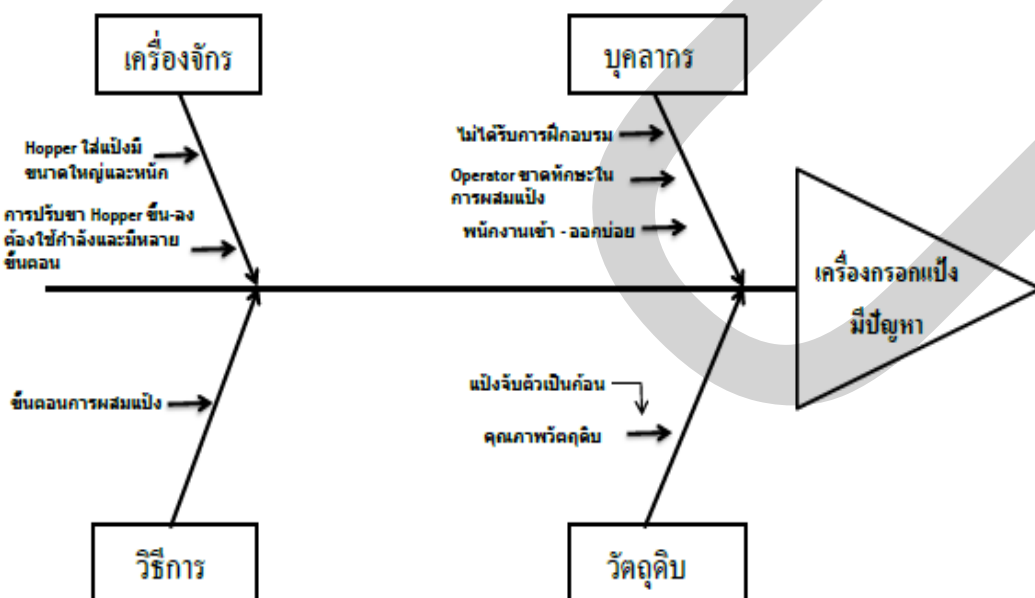 เครื่องจักร
บุคลากร
Hopper ใส่แป้งมี
ขนาดใหญ่และหนัก
การปรับขา Hopper ขึ้น-ลง
ต้องใช้กำลังและมีหลาย
ขั้นตอน
ไม่ได้รับการฝึกอบรม
Operator ขาดทักษะใน
การผสมแป้ง
พนักงานเข้า - ออกบ่อย
เครื่องกรอกแป้ง
มีปัญหา
ขั้นตอนการผสมแป้ง
แป้งจับตัวเป็นก้อน
คุณภาพวัตถุดิบ
วิธีการ
วัตถุดิบ